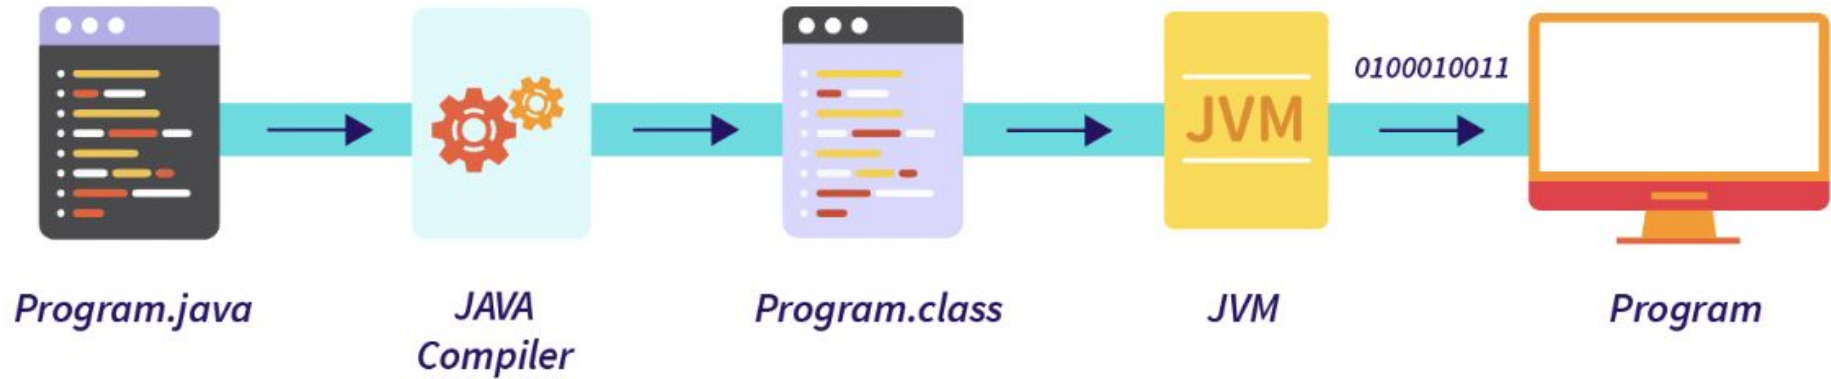 0100010011
JVM
Program.java
JAVA
Compiler
Program.class
JVM
Program